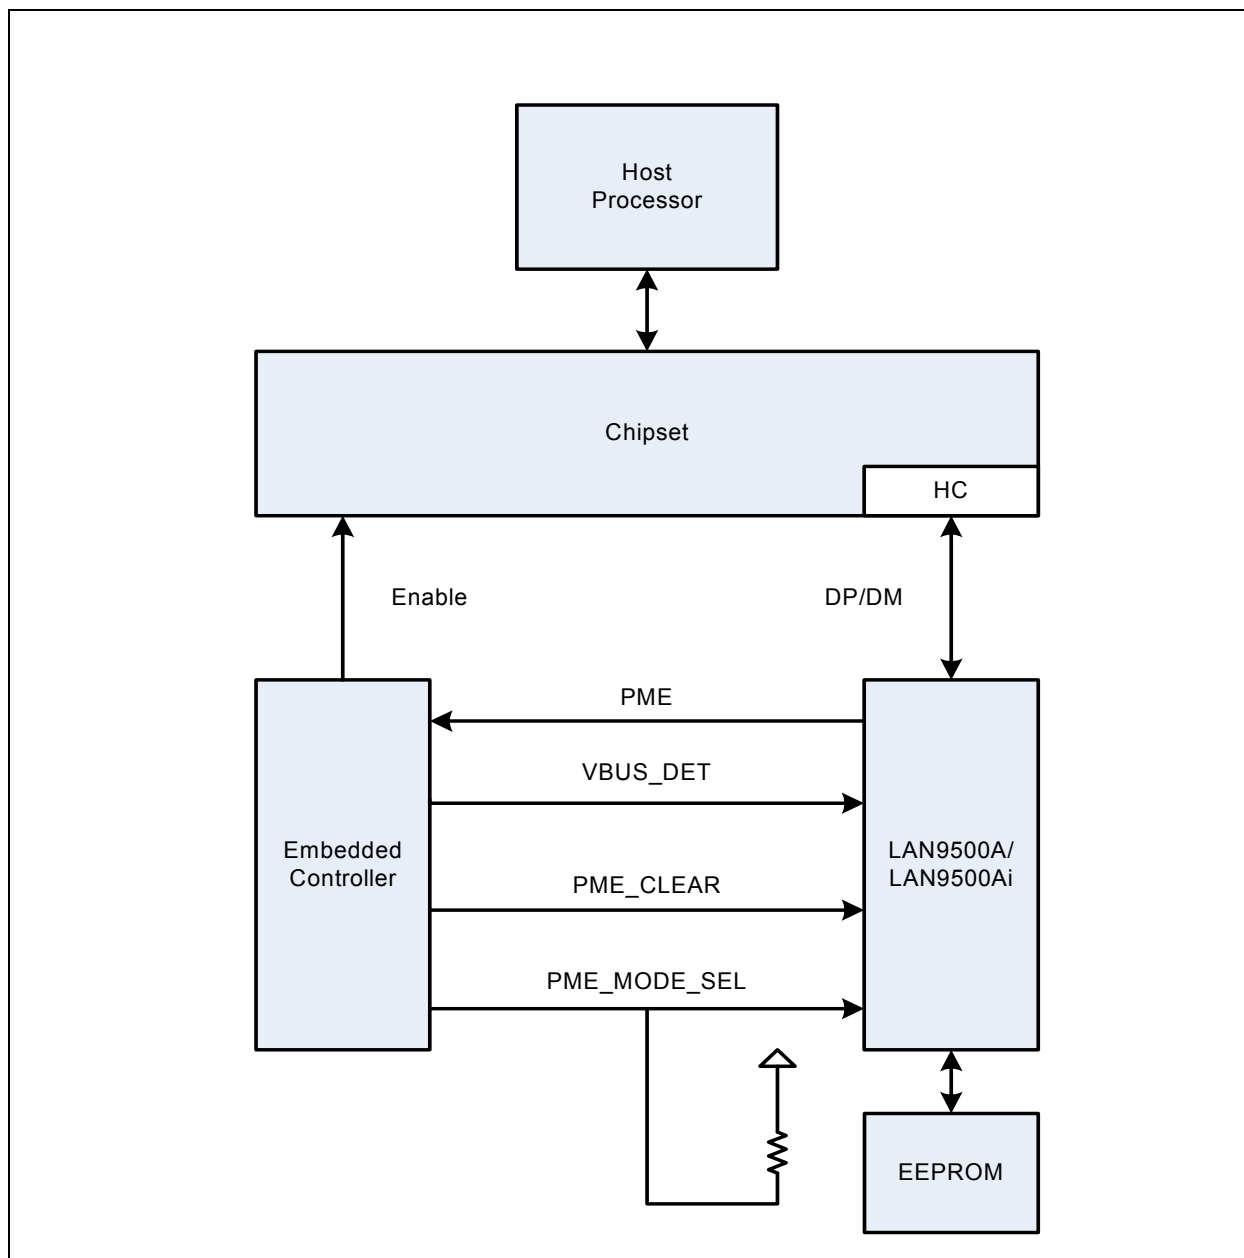 Host
Processor
Chipset
HC
Enable
DP/DM
PME
VBUS_DET
Embedded
Controller
LAN9500A/
LAN9500Ai
PME_CLEAR
PME_MODE_SEL
EEPROM